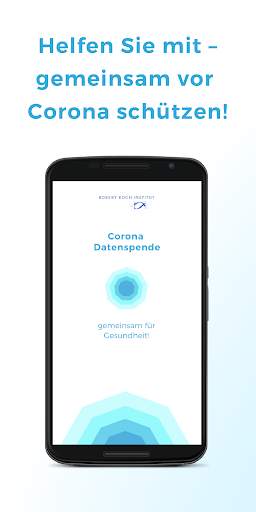 Helfen Sie mit –
gemeinsam vor
Corona schützen!
ROBERT KOCH INSTITUT
Corona
Datenspende
gemeinsam für
Gesundheit!